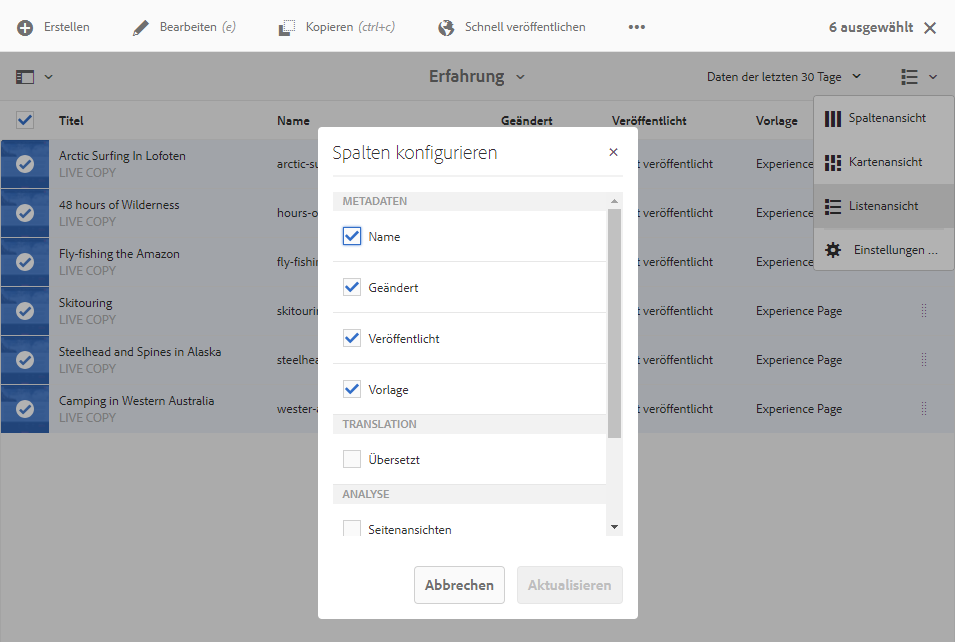 Erstellen Bearbeiten (e) Kopieren (ctrl+c) Schnell veröffentlichen ••• 6 ausgewählt
Erfahrung Daten der letzten 30 Tage
Titel Name Geändert Veröffentlicht Vorlage
Spaltenansicht
Kartenansicht
Listenansicht
Einstellungen ...
Arctic Surfing In Lofoten
LIVE COPY
arctic-su
t veröffentlicht Experience
48 hours of Wilderness
LIVE COPY
hours-o
t veröffentlicht Experience
Fly-fishing the Amazon
LIVE COPY
fly-fishin
t veröffentlicht Experience
Skitouring
LIVE COPY
skitourin
t veröffentlicht Experience Page
Steelhead and Spines in Alaska
LIVE COPY
steelhea
t veröffentlicht Experience Page
Camping in Western Australia
LIVE COPY
wester-a
t veröffentlicht Experience Page
Spalten konfigurieren
METADATEN
Name
Geändert
Veröffentlicht
Vorlage
TRANSLATION
Übersetzt
ANALYSE
Seitenansichten
Abbrechen Aktualisieren